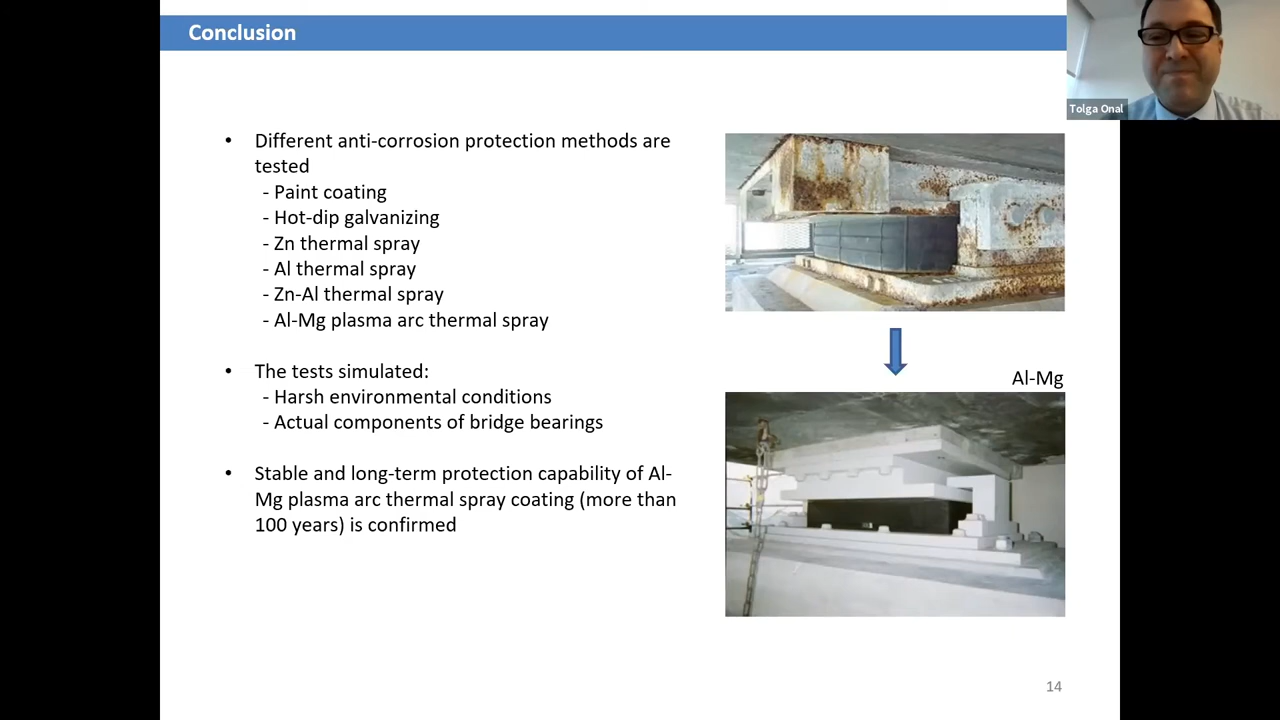 Conclusion
Tolga Onal
• Different anti-corrosion protection methods are
tested
- Paint coating
- Hot-dip galvanizing
- Zn thermal spray
- Al thermal spray
- Zn-Al thermal spray
- Al-Mg plasma arc thermal spray
• The tests simulated:
- Harsh environmental conditions
- Actual components of bridge bearings
• Stable and long-term protection capability of Al-
Mg plasma arc thermal spray coating (more than
100 years) is confirmed
Al-Mg
14